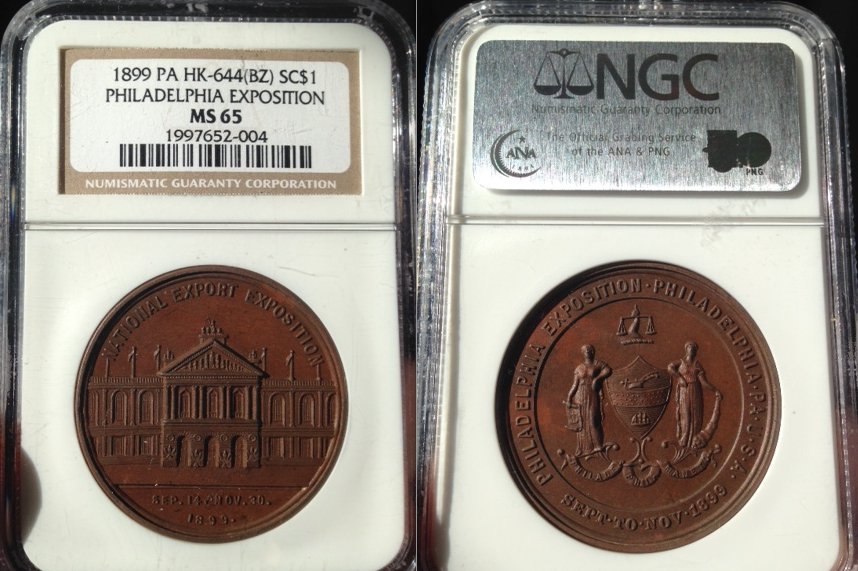 1899 PA HK-644(BZ) SC$1
PHILADELPHIA EXPOSITION
MS 65
1997652-004
NUMISMATIC GUARANTY CORPORATION
NATIONAL EXPORT EXPOSITION
SEP. 14.-NOV. 30.
1899.
NGC
Numismatic Guaranty Corporation
The Official Grading Service
of the ANA & PNG
ANA
PNG
PHILADELPHIA EXPOSITION · PHILADELPHIA · PA · U · S · A ·
SEPT · TO · NOV · 1899